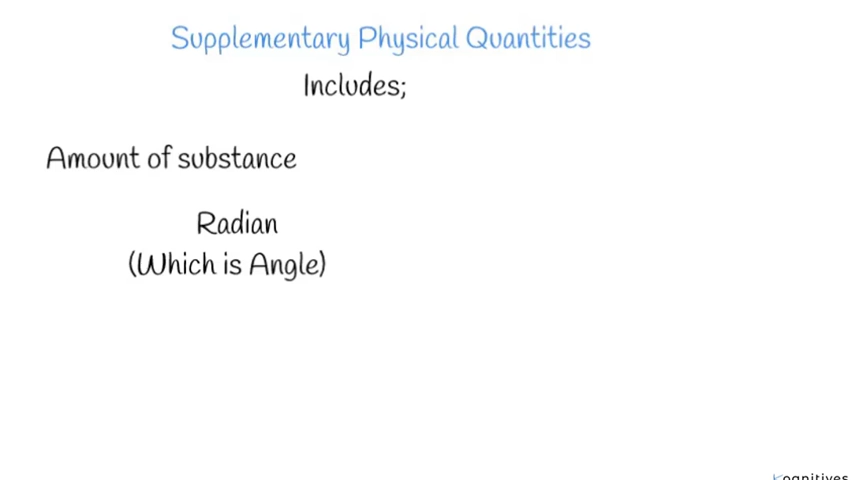 Supplementary Physical Quantities
Includes;
Amount of substance
Radian
(Which is Angle)
Kognitives